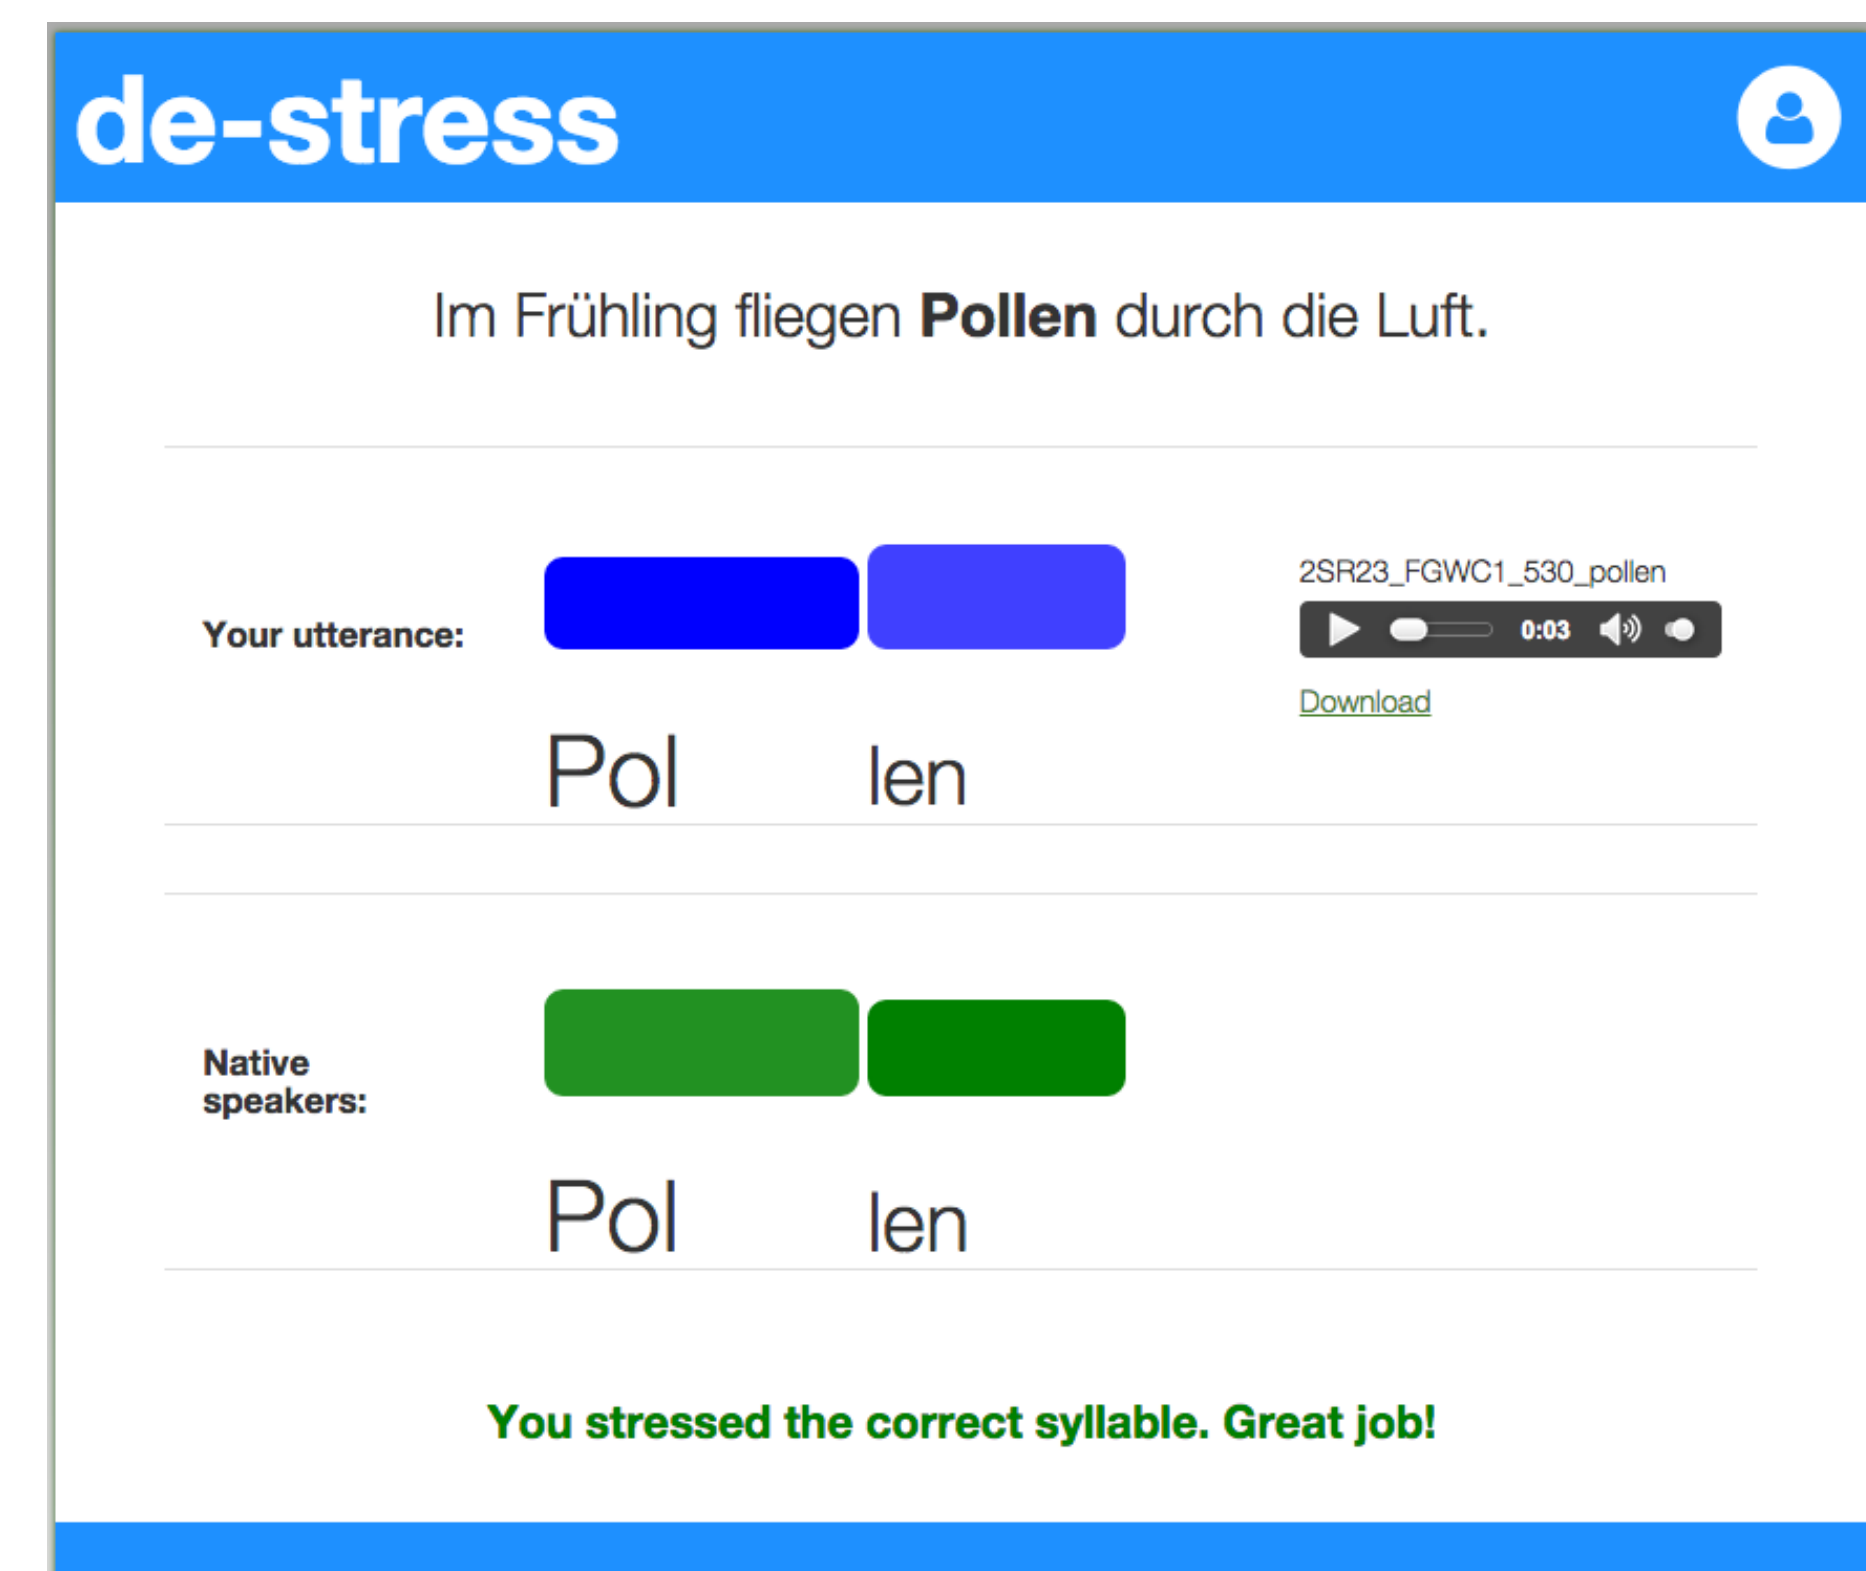 de-stress
Im Frühling fliegen Pollen durch die Luft.
2SR23_FGWC1_530_pollen
Your utterance:
0:03
Download
Pol len
Native
speakers:
Pol len
You stressed the correct syllable. Great job!